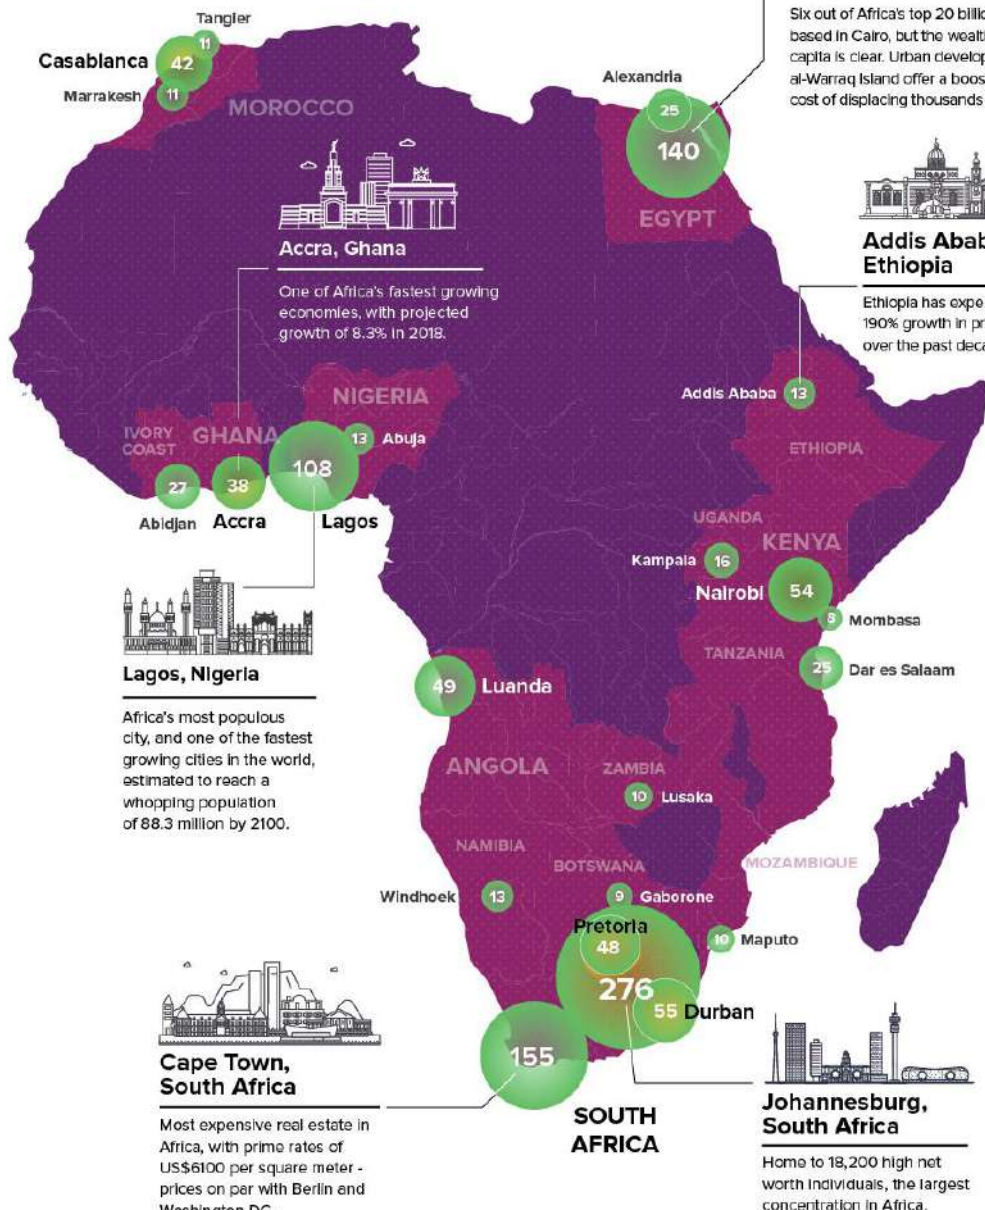 Six out of Africa's top 20
based in Cairo, but the
capita is clear. Urban
al-Warraq Island offer a
cost of displacing thousands
Tangier
11
Casablanca
42
Marrakesh
11
MOROCCO
Alexandria
25
140
EGYPT
Accra, Ghana
One of Africa's fastest growing
economies, with projected
growth of 8.3% in 2018.
Addis
Ethiopia
Ethiopia has
190% growth in
over the past
Addis Ababa
13
ETHIOPIA
NIGERIA
13
Abuja
IVORY
COAST
GHANA
27
38
108
Abidjan
Accra
Lagos
UGANDA
KENYA
Kampala
16
Nairobi
54
8
Mombasa
TANZANIA
25
Dar es Salaam
Lagos, Nigeria
Africa's most populous
city, and one of the fastest
growing cities in the world,
estimated to reach a
whopping population
of 88.3 million by 2100.
49
Luanda
ANGOLA
ZAMBIA
10
Lusaka
NAMIBIA
BOTSWANA
MOZAMBIQUE
Windhoek
13
9
Gaborone
Pretoria
48
276
55
Durban
10
Maputo
155
SOUTH
AFRICA
Cape Town,
South Africa
Most expensive real estate in
Africa, with prime rates of
US$6100 per square meter -
prices on par with Berlin and
Washington DC
Johannesburg,
South Africa
Home to 18,200 high net
worth individuals, the largest
concentration in Africa.